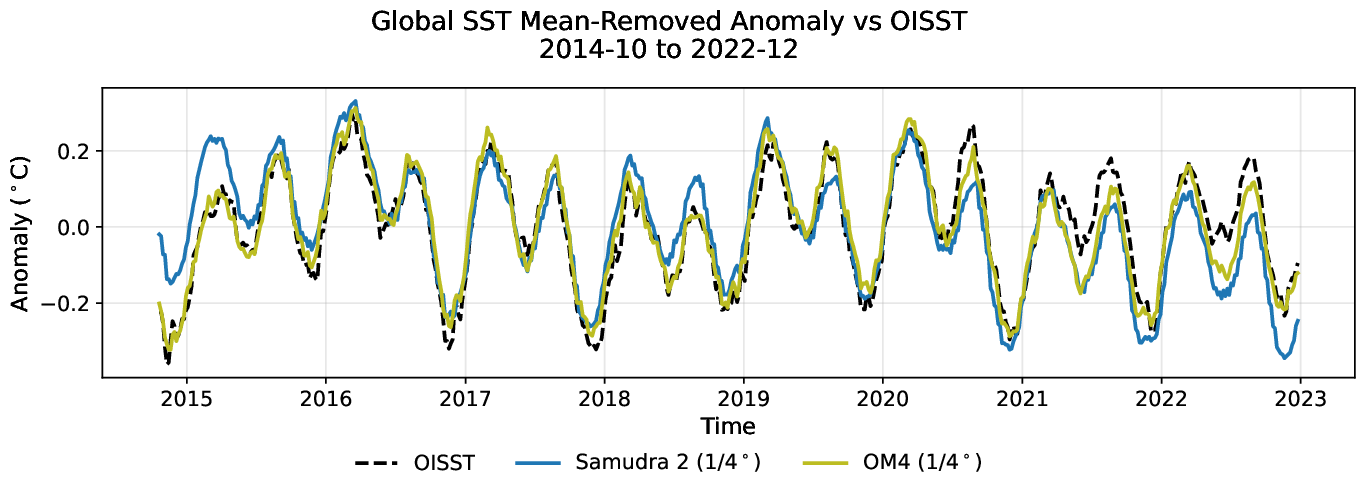 Global SST Mean-Removed Anomaly vs OISST
2014-10 to 2022-12
Anomaly (°C)
0.2
0.0
−0.2
2015 2016 2017 2018 2019 2020 2021 2022 2023
Time
OISST Samudra 2 (1/4°) OM4 (1/4°)